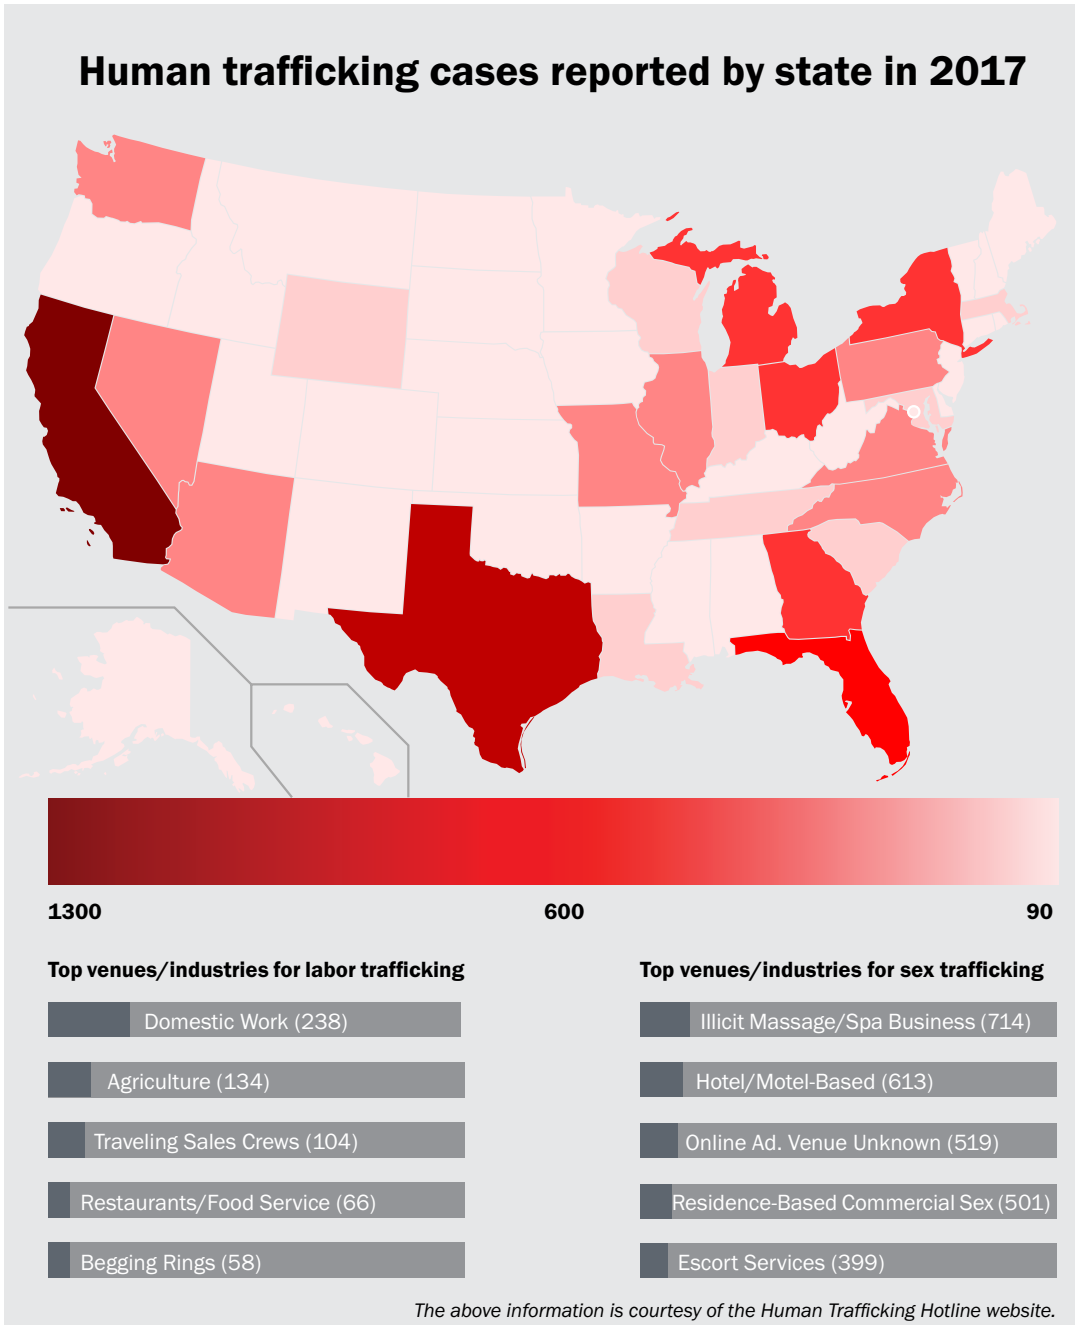 Human trafficking cases reported by state in 2017
1300
600
90
Top venues/industries for labor trafficking
Domestic Work (238)
Agriculture (134)
Traveling Sales Crews (104)
Restaurants/Food Service (66)
Begging Rings (58)
Top venues/industries for sex trafficking
Illicit Massage/Spa Business (714)
Hotel/Motel-Based (613)
Online Ad. Venue Unknown (519)
Residence-Based Commercial Sex (501)
Escort Services (399)
The above information is courtesy of the Human Trafficking Hotline website.